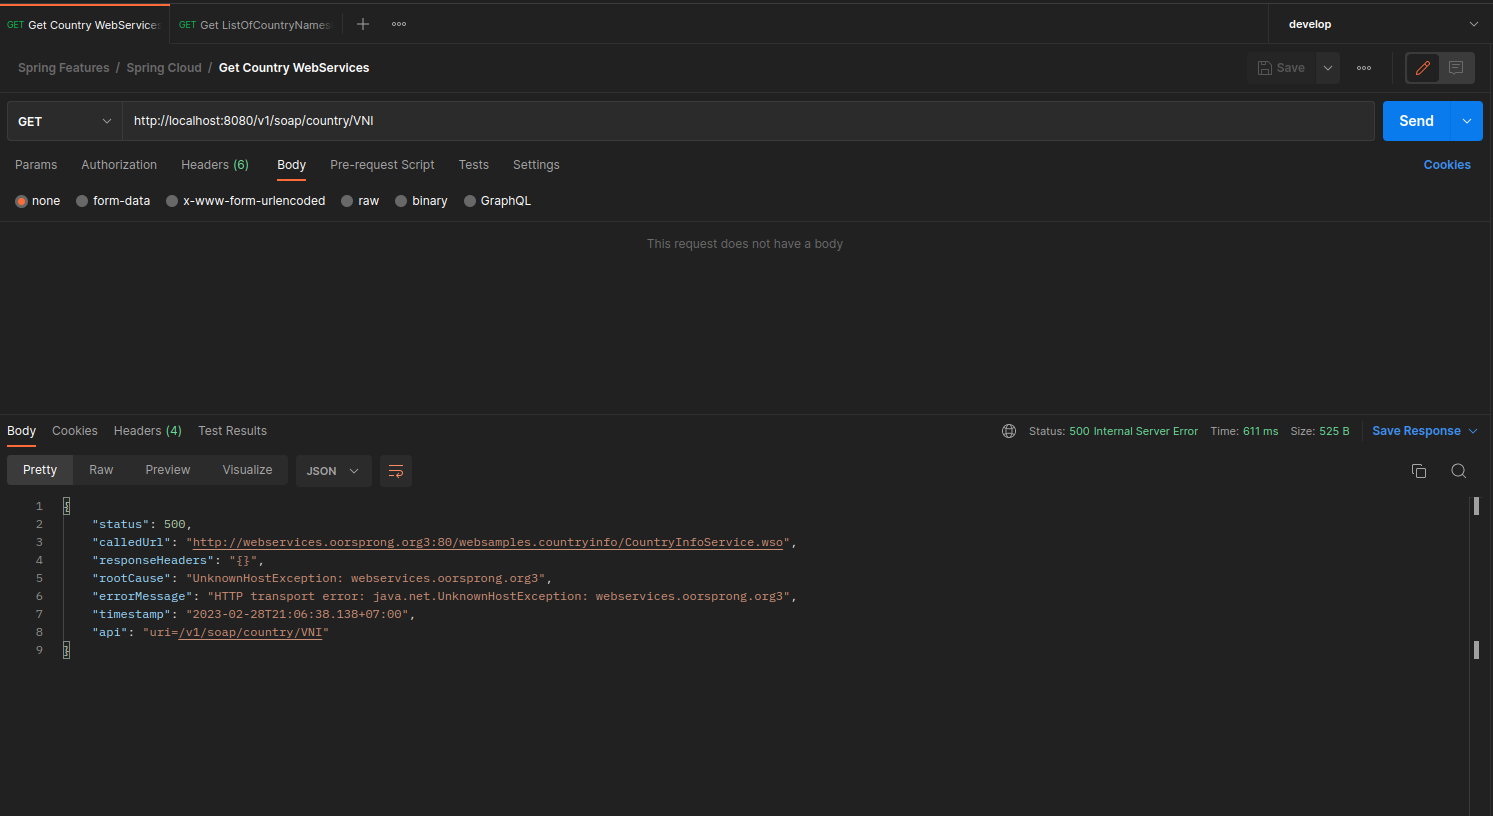 GET Get Country WebServices
GET Get ListOfCountryNames
develop
Spring Features / Spring Cloud / Get Country WebServices
Save
GET
http://localhost:8080/v1/soap/country/VNI
Send
Params Authorization Headers (6) Body Pre-request Script Tests Settings
Cookies
none form-data x-www-form-urlencoded raw binary GraphQL
This request does not have a body
Body Cookies Headers (4) Test Results
Status: 500 Internal Server Error Time: 611 ms Size: 525 B Save Response
Pretty Raw Preview Visualize JSON
1 {
2 "status": 500,
3 "calledUrl": "http://webservices.oorsprong.org3:80/websamples.countryinfo/CountryInfoService.wso",
4 "responseHeaders": "{}",
5 "rootCause": "UnknownHostException: webservices.oorsprong.org3",
6 "errorMessage": "HTTP transport error: java.net.UnknownHostException: webservices.oorsprong.org3",
7 "timestamp": "2023-02-28T21:06:38.138+07:00",
8 "api": "uri=/v1/soap/country/VNI"
9 }